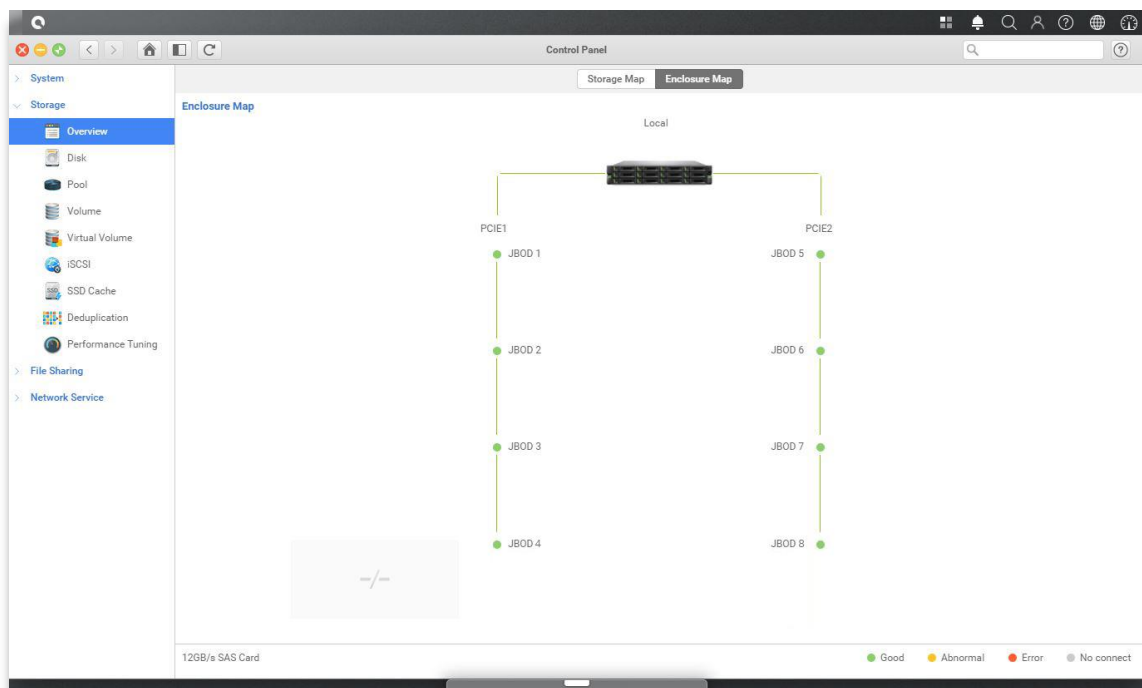 Control Panel
System
Storage
Overview
Disk
Pool
Volume
Virtual Volume
iSCSI
SSD Cache
Deduplication
Performance Tuning
File Sharing
Network Service
Storage Map Enclosure Map
Enclosure Map
Local
PCIE1 PCIE2
JBOD 1 JBOD 5
JBOD 2 JBOD 6
JBOD 3 JBOD 7
JBOD 4 JBOD 8
-/-
12GB/s SAS Card Good Abnormal Error No connect